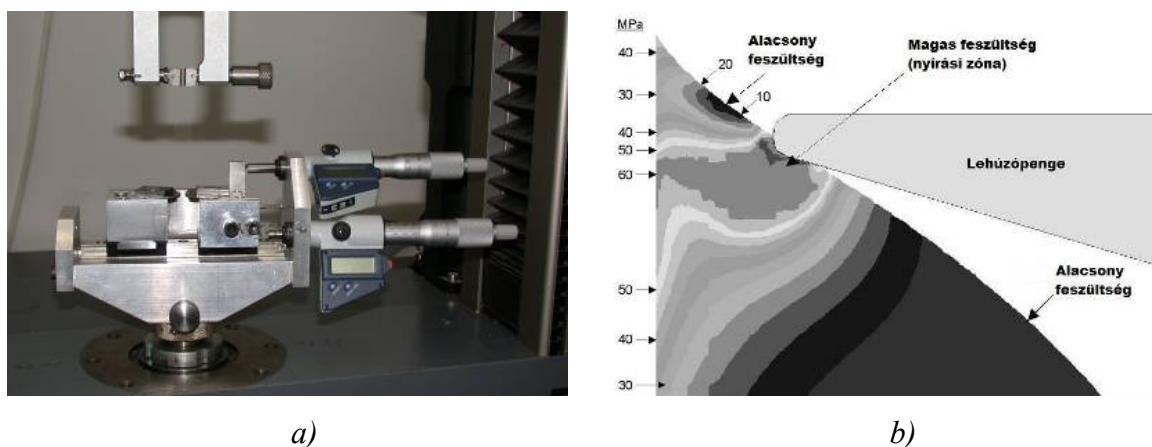 MPa
40
30
40
50
60
50
40
30
20
10
Alacsony
feszültség
Magas feszültség
(nyírási zóna)
Lehúzópenge
Alacsony
feszültség
a)
b)